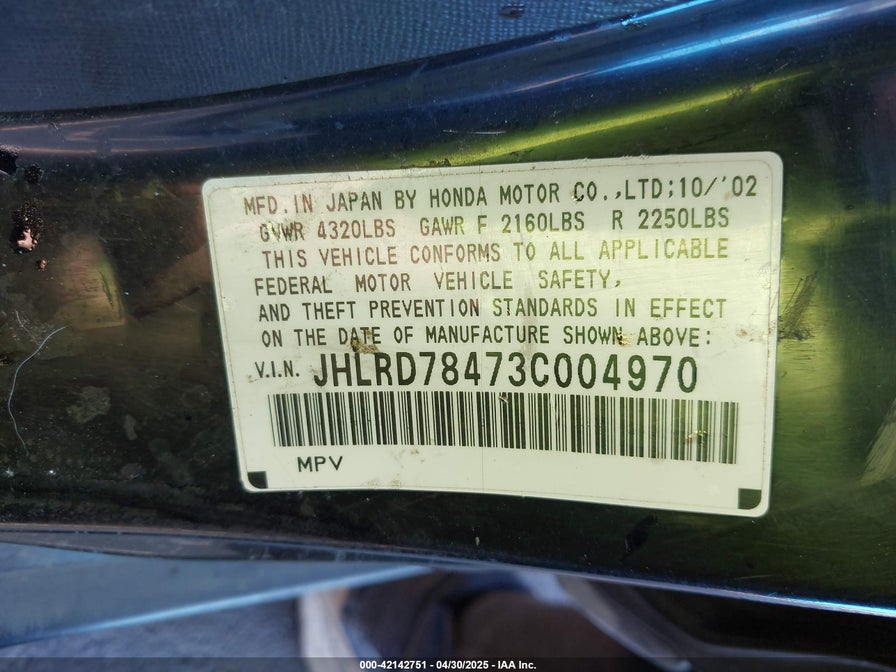 MFD. IN JAPAN BY HONDA MOTOR CO., LTD; 10/'02
GVWR 4320LBS GAWR F 2160LBS R 2250LBS
THIS VEHICLE CONFORMS TO ALL APPLICABLE
FEDERAL MOTOR VEHICLE SAFETY,
AND THEFT PREVENTION STANDARDS IN EFFECT
ON THE DATE OF MANUFACTURE SHOWN ABOVE:
V.I.N. JHLRD78473C004970
MPV
000-42142751 | 04/30/2025 - IAA Inc.